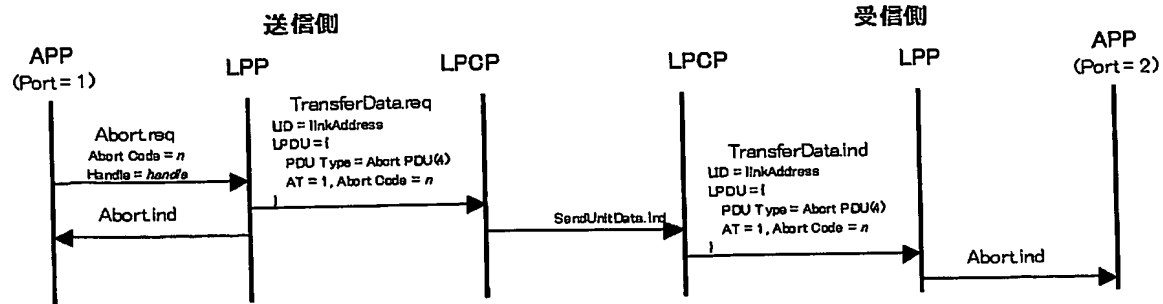 送信側
受信側
APP
(Port=1)
LPP
LPCP
LPCP
LPP
APP
(Port=2)
Abort.req
Abort Code = n
Handle = handle
TransferData.req
LID = linkAddress
LPDU = {
PDU Type = Abort PDU(4)
AT = 1, Abort Code = n
}
Abort.ind
SendUnitData.ind
TransferData.ind
LID = linkAddress
LPDU = {
PDU Type = Abort PDU(4)
AT = 1, Abort Code = n
}
Abort.ind